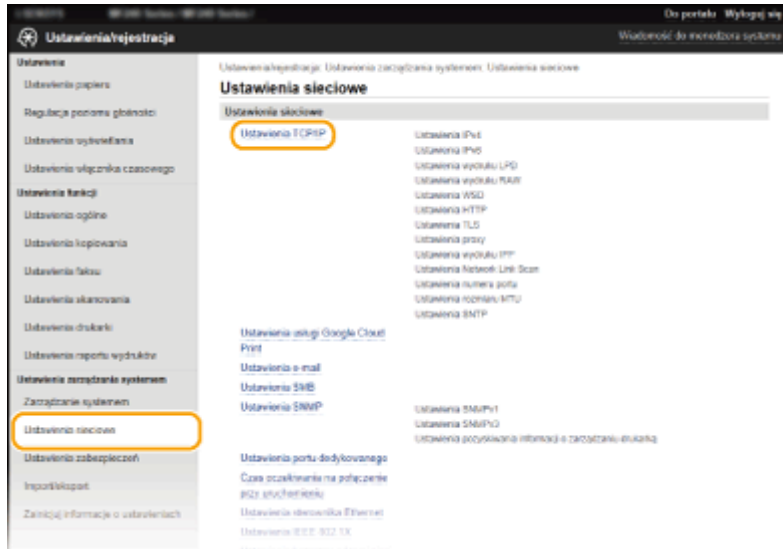 Do portalu Wyloguj się
Ustawienia/rejestracja
Wiadomość do menedżera systemu
Ustawienia
Ustawienia papieru
Regulacja poziomu głośności
Ustawienia wyświetlania
Ustawienia włącznika czasowego
Ustawienia funkcji
Ustawienia ogólne
Ustawienia kopiowania
Ustawienia faksu
Ustawienia skanowania
Ustawienia drukarki
Ustawienia raportu wydruków
Ustawienia zarządzania systemem
Zarządzanie systemem
Ustawienia sieciowe
Ustawienia zabezpieczeń
Import/eksport
Zainicjuj informacje o ustawieniach
Ustawienia/rejestracja: Ustawienia zarządzania systemem: Ustawienia sieciowe
Ustawienia sieciowe
Ustawienia sieciowe
Ustawienia TCP/IP
Ustawienia IPv4
Ustawienia IPv6
Ustawienia wydruku LPD
Ustawienia wydruku RAW
Ustawienia WSD
Ustawienia HTTP
Ustawienia TLS
Ustawienia proxy
Ustawienia wydruku IPP
Ustawienia Network Link Scan
Ustawienia numeru portu
Ustawienia rozmiaru MTU
Ustawienia SNTP
Ustawienia usługi Google Cloud
Print
Ustawienia e-mail
Ustawienia SMB
Ustawienia SNMP
Ustawienia SNMPv1
Ustawienia SNMPv3
Ustawienia pozyskiwania informacji o zarządzaniu drukarką
Ustawienia portu dedykowanego
Czas oczekiwania na połączenie
przy uruchomieniu
Ustawienia sterownika Ethernet
Ustawienia IEEE 802.1X